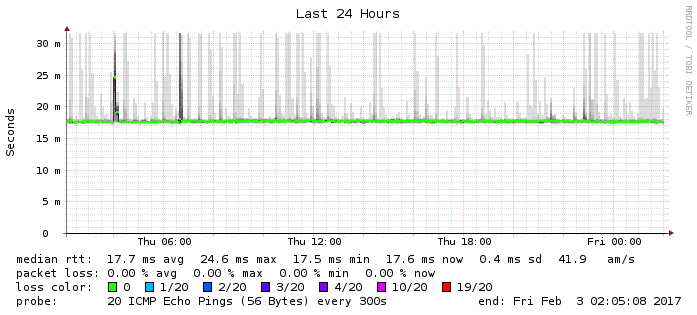 Last 24 Hours
RRDTOOL / TOBI OETIKER
Seconds
30 m
25 m
20 m
15 m
10 m
5 m
0
Thu 06:00 Thu 12:00 Thu 18:00 Fri 00:00
median rtt: 17.7 ms avg 24.6 ms max 17.5 ms min 17.6 ms now 0.4 ms sd 41.9 am/s
packet loss: 0.00 % avg 0.00 % max 0.00 % min 0.00 % now
loss color: 0 1/20 2/20 3/20 4/20 10/20 19/20
probe: 20 ICMP Echo Pings (56 Bytes) every 300s end: Fri Feb 3 02:05:08 2017